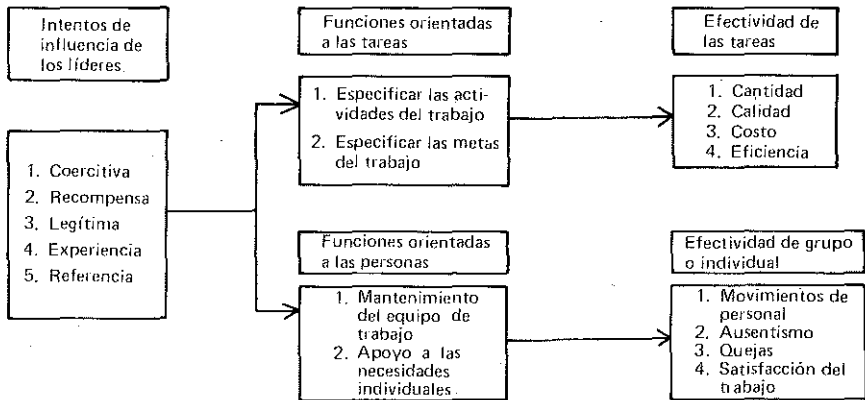 Intentos de
influencia de
los líderes.
1. Coercitiva
2. Recompensa
3. Legítima
4. Experiencia
5. Referencia
Funciones orientadas
a las tareas
1. Especificar las acti-
vidades del trabajo
2. Especificar las metas
del trabajo
Efectividad de
las tareas
1. Cantidad
2. Calidad
3. Costo
4. Eficiencia
Funciones orientadas
a las personas
1. Mantenimiento
del equipo de
trabajo
2. Apoyo a las
necesidades
individuales.
Efectividad de grupo
o individual
1. Movimientos de
personal
2. Ausentismo
3. Quejas
4. Satisfacción del
trabajo